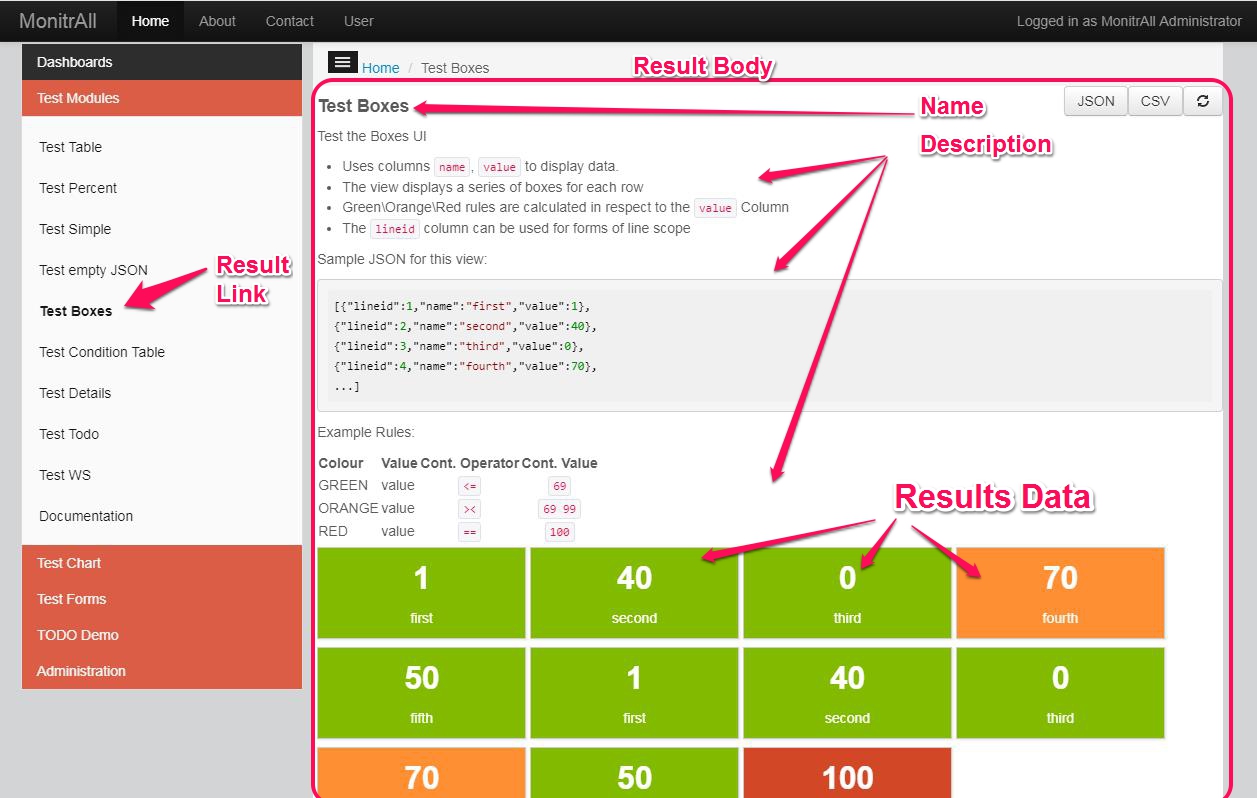 MonitrAll Home About Contact User Logged in as MonitrAll Administrator
Dashboards
Test Modules
Test Table
Test Percent
Test Simple
Test empty JSON
Test Boxes
Test Condition Table
Test Details
Test Todo
Test WS
Documentation
Test Chart
Test Forms
TODO Demo
Administration
Result
Link
Home / Test Boxes
Result Body
Test Boxes
Name
JSON CSV
Description
Test the Boxes UI
• Uses columns name, value to display data.
• The view displays a series of boxes for each row
• Green\Orange\Red rules are calculated in respect to the value Column
• The lineid column can be used for forms of line scope
Sample JSON for this view:
[{"lineid":1,"name":"first","value":1},
{"lineid":2,"name":"second","value":40},
{"lineid":3,"name":"third","value":0},
{"lineid":4,"name":"fourth","value":70},
...]
Example Rules:
Colour Value Cont. Operator Cont. Value
GREEN value <= 69
ORANGE value >< 69 99
RED value == 100
Results Data
1 40 0 70
first second third fourth
50 1 40 0
fifth first second third
70 50 100